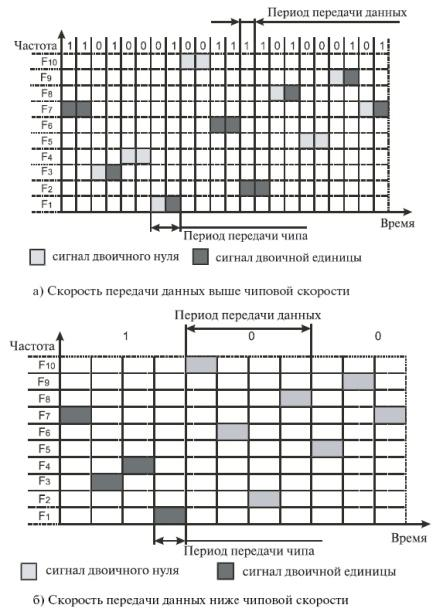 Период передачи данных
Частота 1 1 0 1 0 0 0 1 0 0 1 1 1 1 0 1 0 0 0 1 0 1
F10
F9
F8
F7
F6
F5
F4
F3
F2
F1
Время
Период передачи чипа
сигнал двоичного нуля
сигнал двоичной единицы
а) Скорость передачи данных выше чиповой скорости
Период передачи данных
Частота
1 0 0
F10
F9
F8
F7
F6
F5
F4
F3
F2
F1
Время
Период передачи чипа
сигнал двоичного нуля
сигнал двоичной единицы
б) Скорость передачи данных ниже чиповой скорости